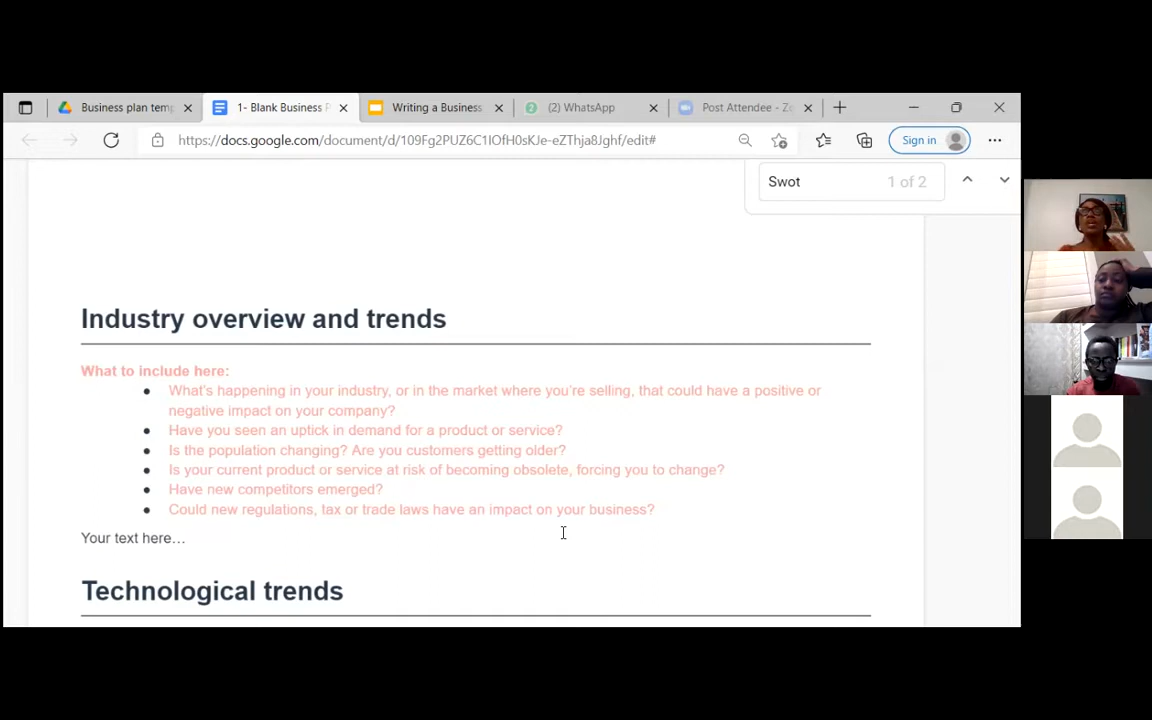 Business plan temp
1- Blank Business P
Writing a Business
(2) WhatsApp
Post Attendee - Zo
https://docs.google.com/document/d/109Fg2PUZ6C1IOfH0sKJe-eZThja8Jghf/edit#
Sign in
Swot 1 of 2
Industry overview and trends
What to include here:
What's happening in your industry, or in the market where you're selling, that could have a positive or
negative impact on your company?
Have you seen an uptick in demand for a product or service?
Is the population changing? Are you customers getting older?
Is your current product or service at risk of becoming obsolete, forcing you to change?
Have new competitors emerged?
Could new regulations, tax or trade laws have an impact on your business?
Your text here…
Technological trends